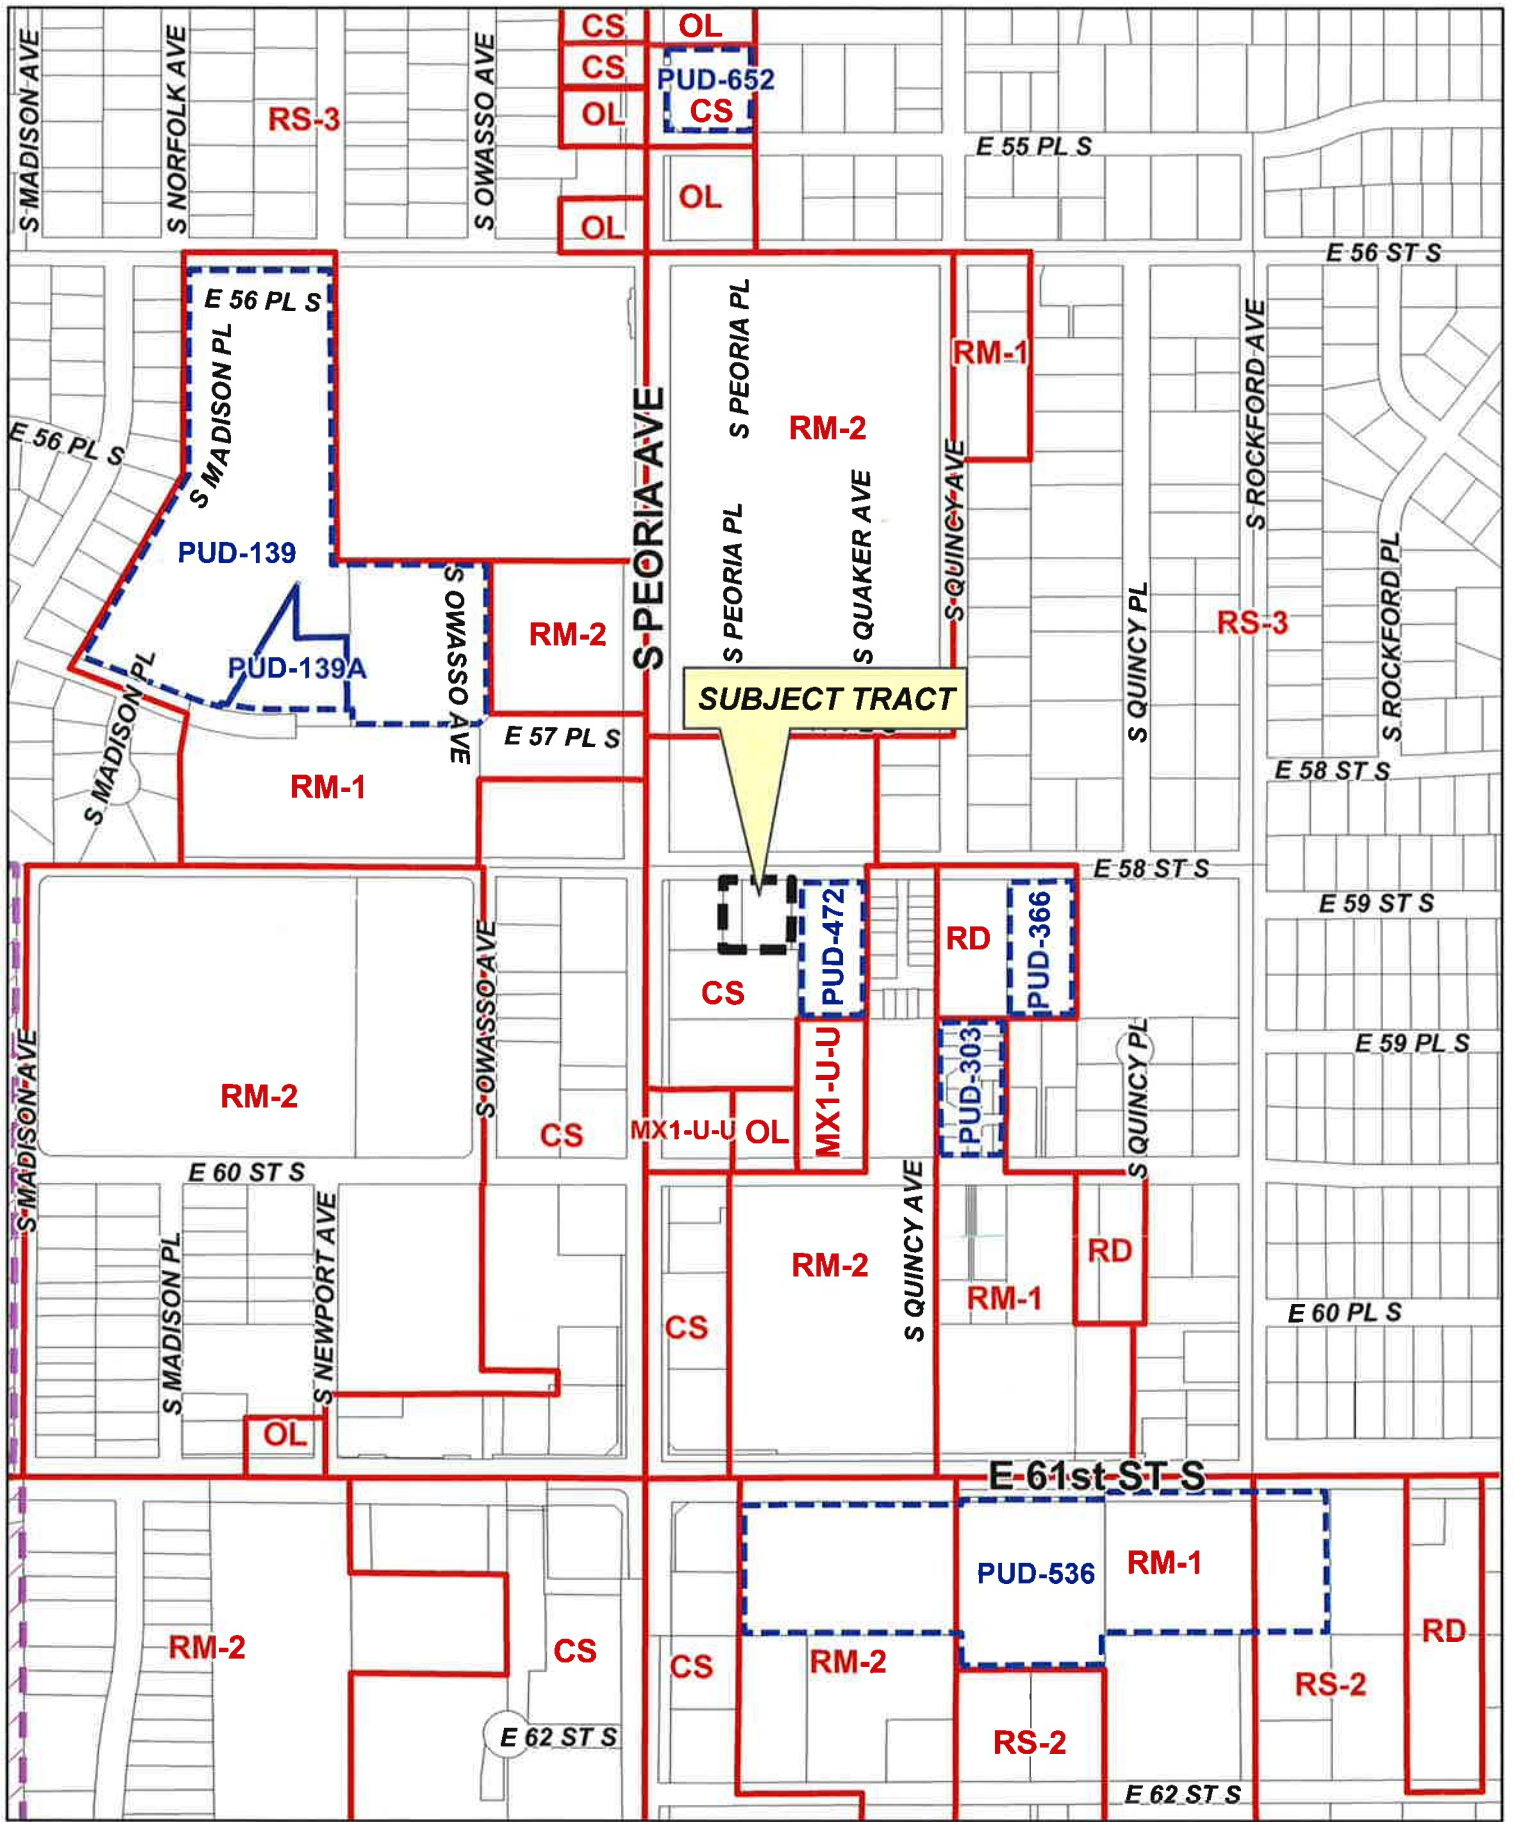 CS
OL
CS
PUD-652
CS
OL
RS-3
S MADISON AVE
S NORFOLK AVE
S OWASSO AVE
E 55 PL S
OL
OL
E 56 ST S
E 56 PL S
S MADISON PL
S PEORIA PL
RM-1
RM-2
S ROCKFORD AVE
E 56 PL S
S PEORIA AVE
S PEORIA PL
S QUAKER AVE
S QUINCY AVE
PUD-139
S OWASSO AVE
RM-2
S QUINCY PL
RS-3
S ROCKFORD PL
PUD-139A
S MADISON PL
SUBJECT TRACT
E 57 PL S
RM-1
E 58 ST S
E 58 ST S
PUD-472
RD
PUD-366
E 59 ST S
CS
S OWASSO AVE
S MADISON AVE
RM-2
CS
MX1-U-U
OL
MX1-U-U
PUD-303
S QUINCY PL
E 59 PL S
E 60 ST S
S MADISON PL
S NEWPORT AVE
CS
RM-2
S QUINCY AVE
RM-1
RD
E 60 PL S
OL
E 61st ST S
RM-2
CS
CS
RM-2
PUD-536
RM-1
RS-2
RS-2
RD
E 62 ST S
E 62 ST S